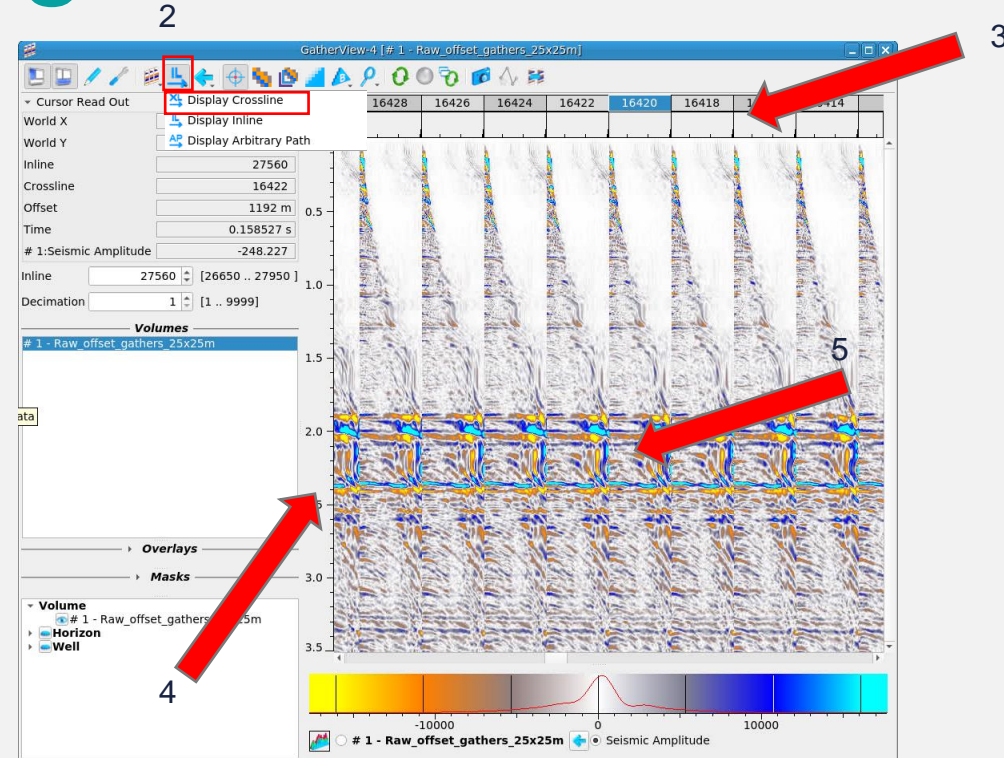 2
3
GatherView-4 [# 1 - Raw_offset_gathers_25x25m]
Cursor Read Out
Display Crossline
16428 16426 16424 16422 16420 16418
World X
Display Inline
World Y
Display Arbitrary Path
Inline 27560
Crossline 16422
Offset 1192 m
0.5
Time 0.158527 s
# 1:Seismic Amplitude -248.227
Inline 27560 [26650 .. 27950 ]
1.0
Decimation 1 [1 .. 9999]
Volumes
# 1 - Raw_offset_gathers_25x25m
5
1.5
ata
2.0
Overlays
Masks
3.0
Volume
# 1 - Raw_offset_gathers
Horizon
Well
3.5
4
-10000 0 10000
# 1 - Raw_offset_gathers_25x25m Seismic Amplitude